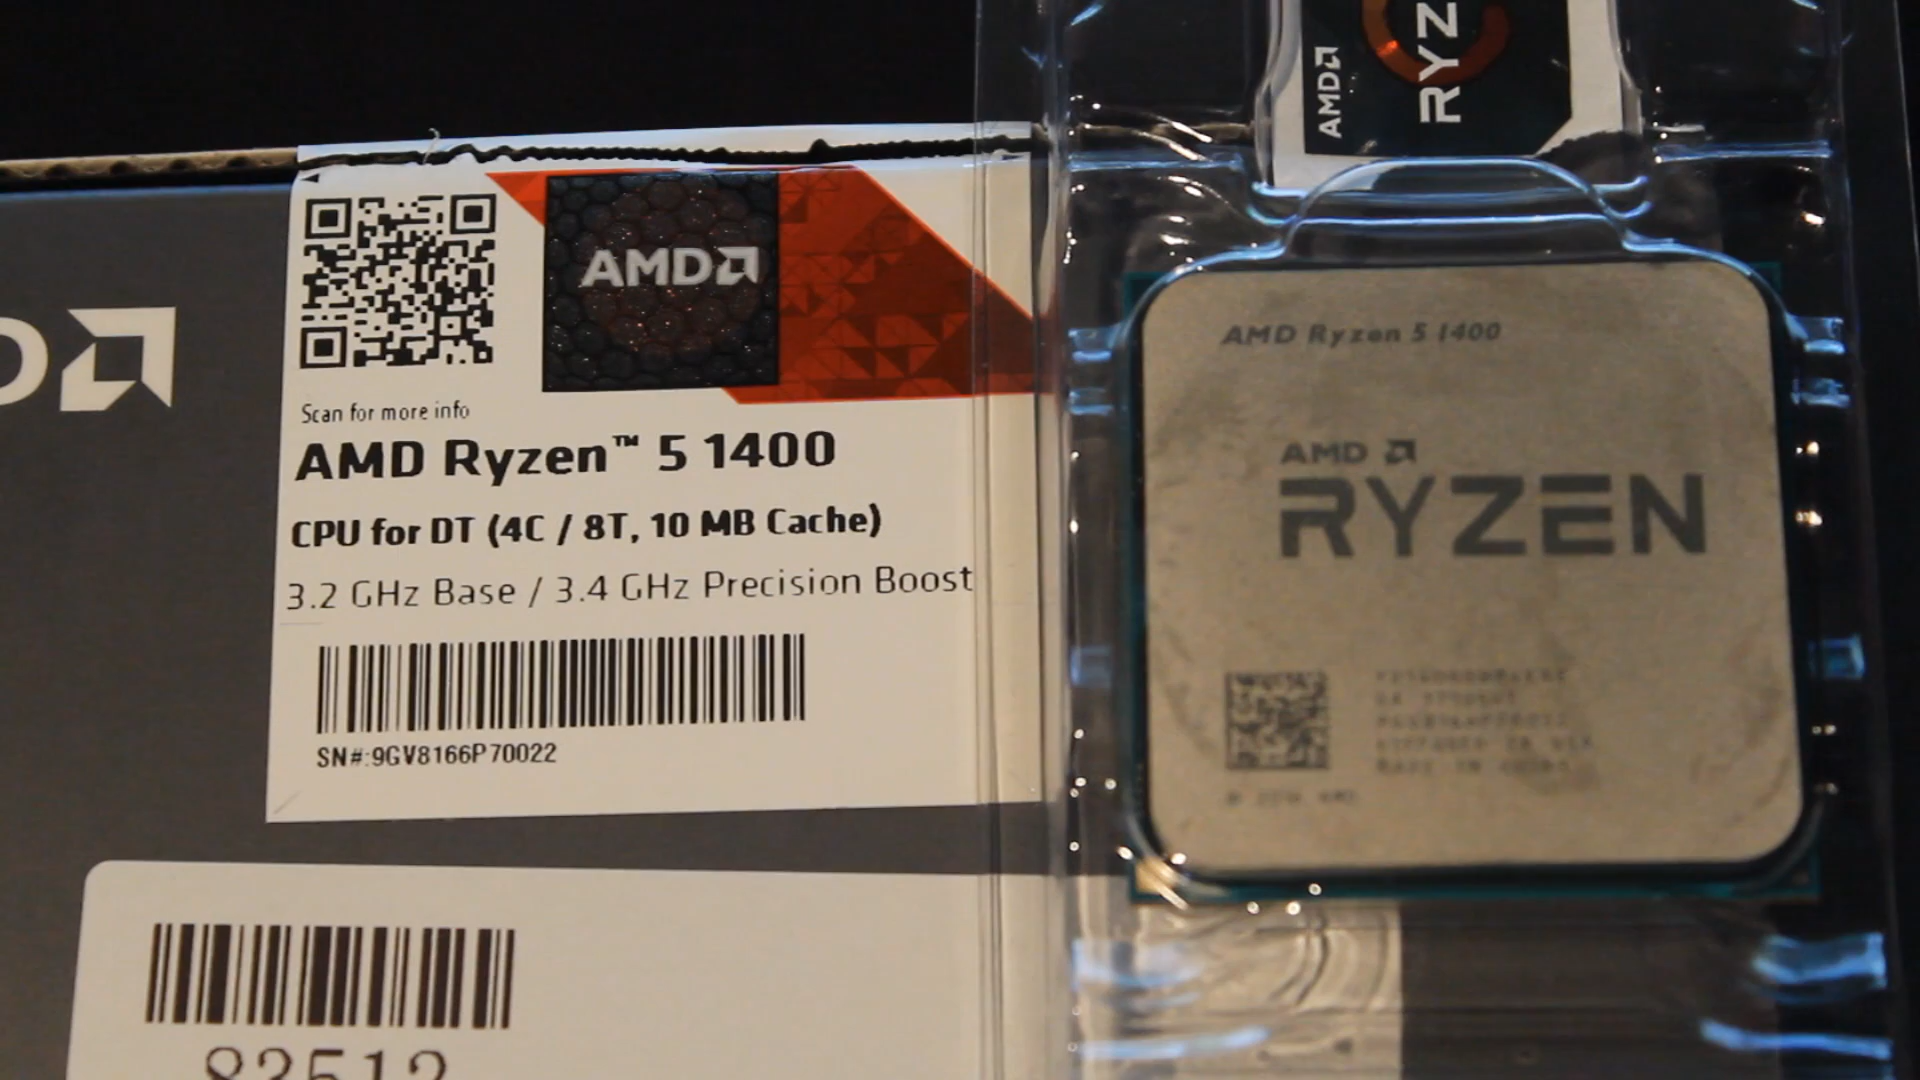 AMD
RYZ
D
AMD
Scan for more info
AMD Ryzen™ 5 1400
CPU for DT (4C / 8T, 10 MB Cache)
3.2 GHz Base / 3.4 GHz Precision Boost
SN#:9GV8166P70022
83512
AMD Ryzen 5 1400
AMD
RYZEN